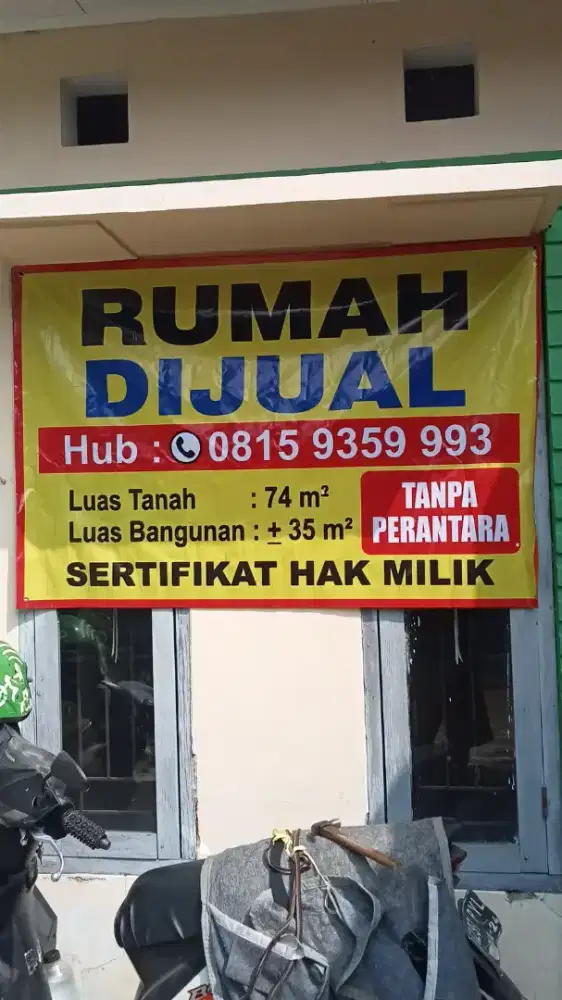 RUMAH
DIJUAL
Hub : 0815 9359 993
Luas Tanah : 74 m²
Luas Bangunan : ± 35 m²
TANPA
PERANTARA
SERTIFIKAT HAK MILIK